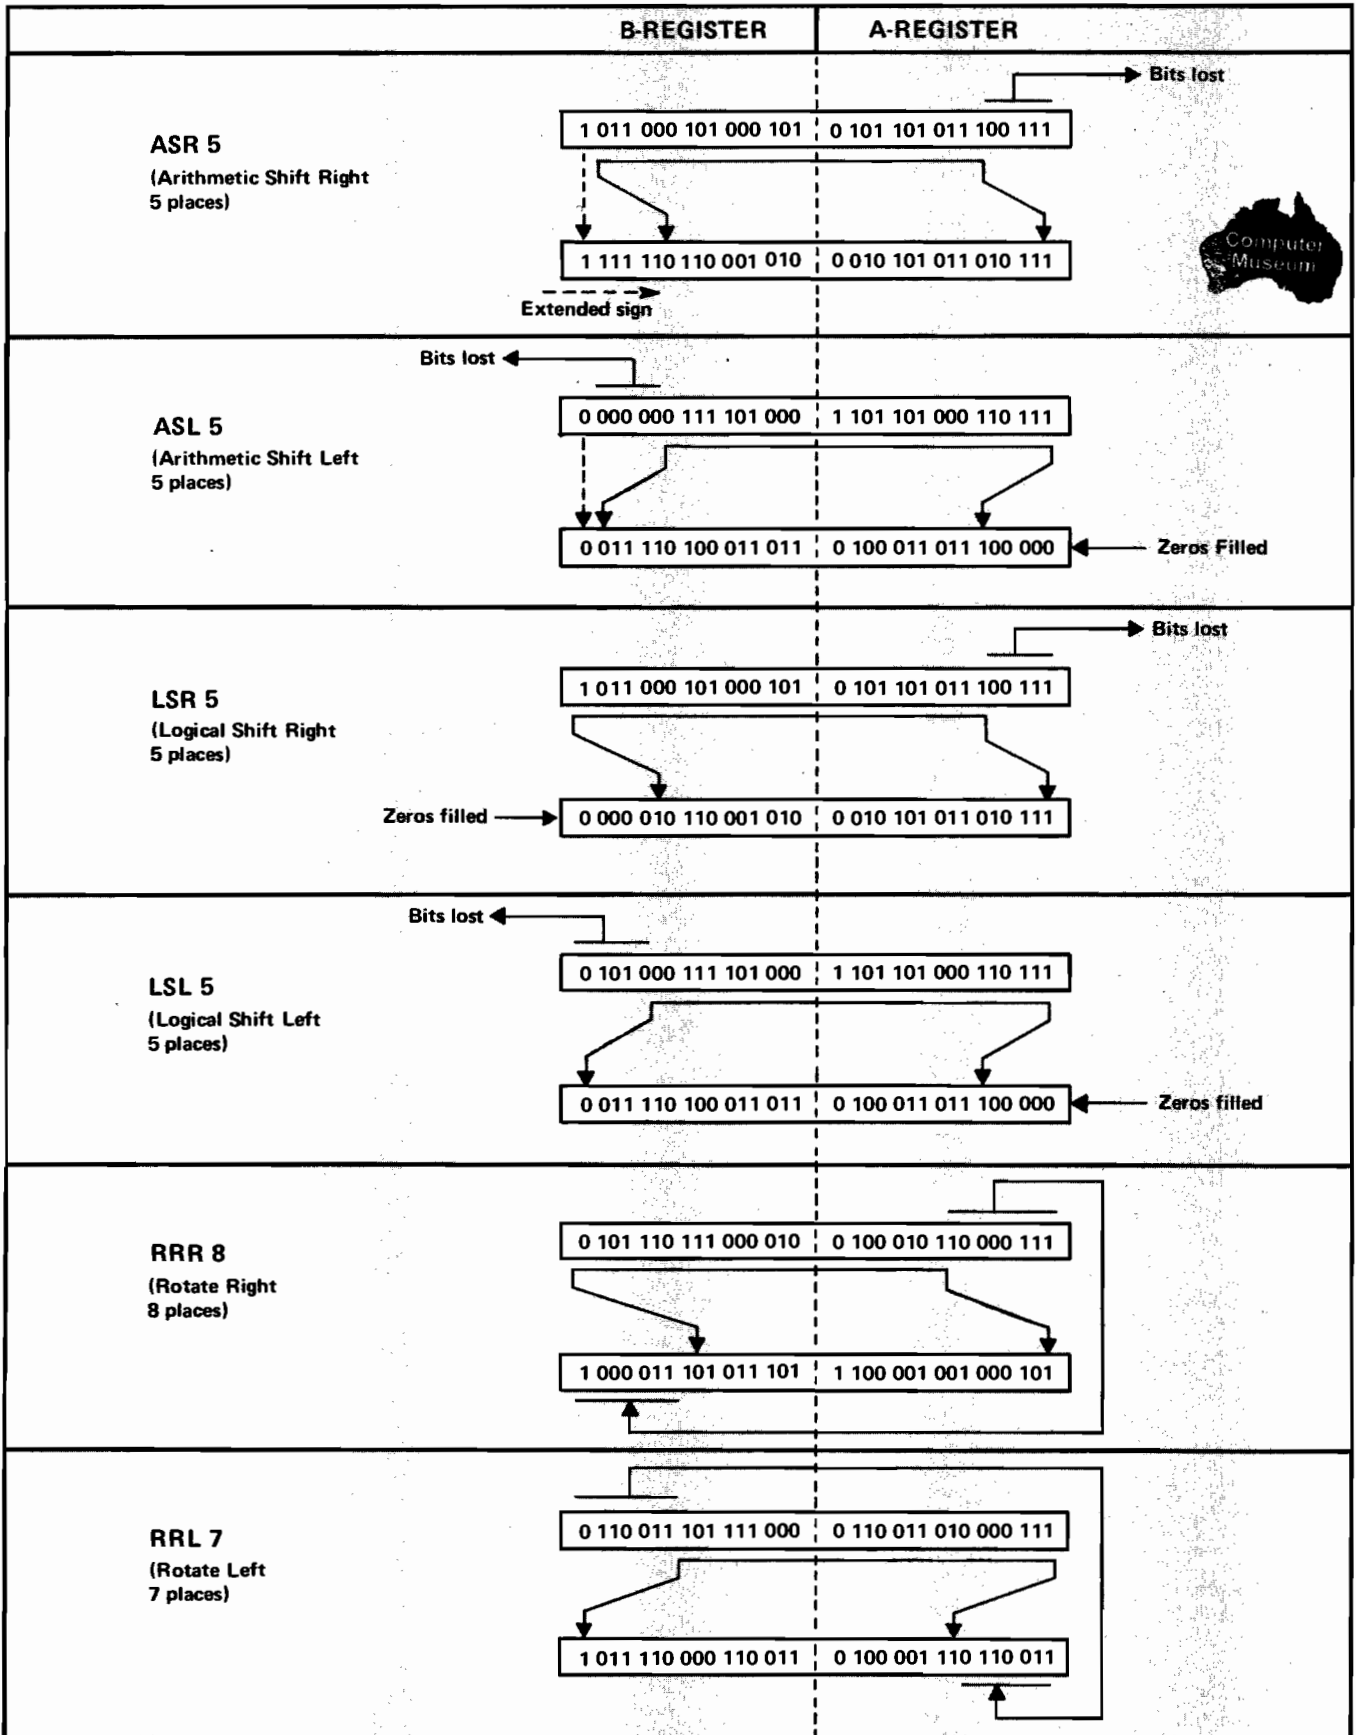 B-REGISTER A-REGISTER
Bits lost
1 011 000 101 000 101 0 101 101 011 100 111
ASR 5
(Arithmetic Shift Right
5 places)
Computer
Museum
1 111 110 110 001 010 0 010 101 011 010 111
Extended sign
Bits lost
0 000 000 111 101 000 1 101 101 000 110 111
ASL 5
(Arithmetic Shift Left
5 places)
0 011 110 100 011 011 0 100 011 011 100 000
Zeros Filled
Bits lost
1 011 000 101 000 101 0 101 101 011 100 111
LSR 5
(Logical Shift Right
5 places)
Zeros filled
0 000 010 110 001 010 0 010 101 011 010 111
Bits lost
0 101 000 111 101 000 1 101 101 000 110 111
LSL 5
(Logical Shift Left
5 places)
0 011 110 100 011 011 0 100 011 011 100 000
Zeros filled
0 101 110 111 000 010 0 100 010 110 000 111
RRR 8
(Rotate Right
8 places)
1 000 011 101 011 101 1 100 001 001 000 101
0 110 011 101 111 000 0 110 011 010 000 111
RRL 7
(Rotate Left
7 places)
1 011 110 000 110 011 0 100 001 110 110 011